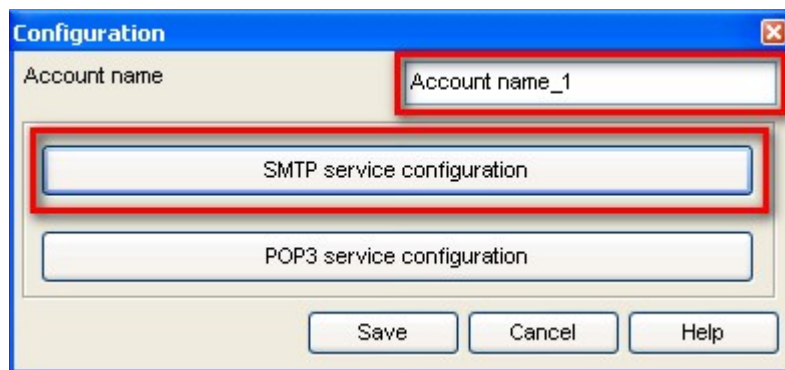 Configuration
Account name Account name_1
SMTP service configuration
POP3 service configuration
Save Cancel Help